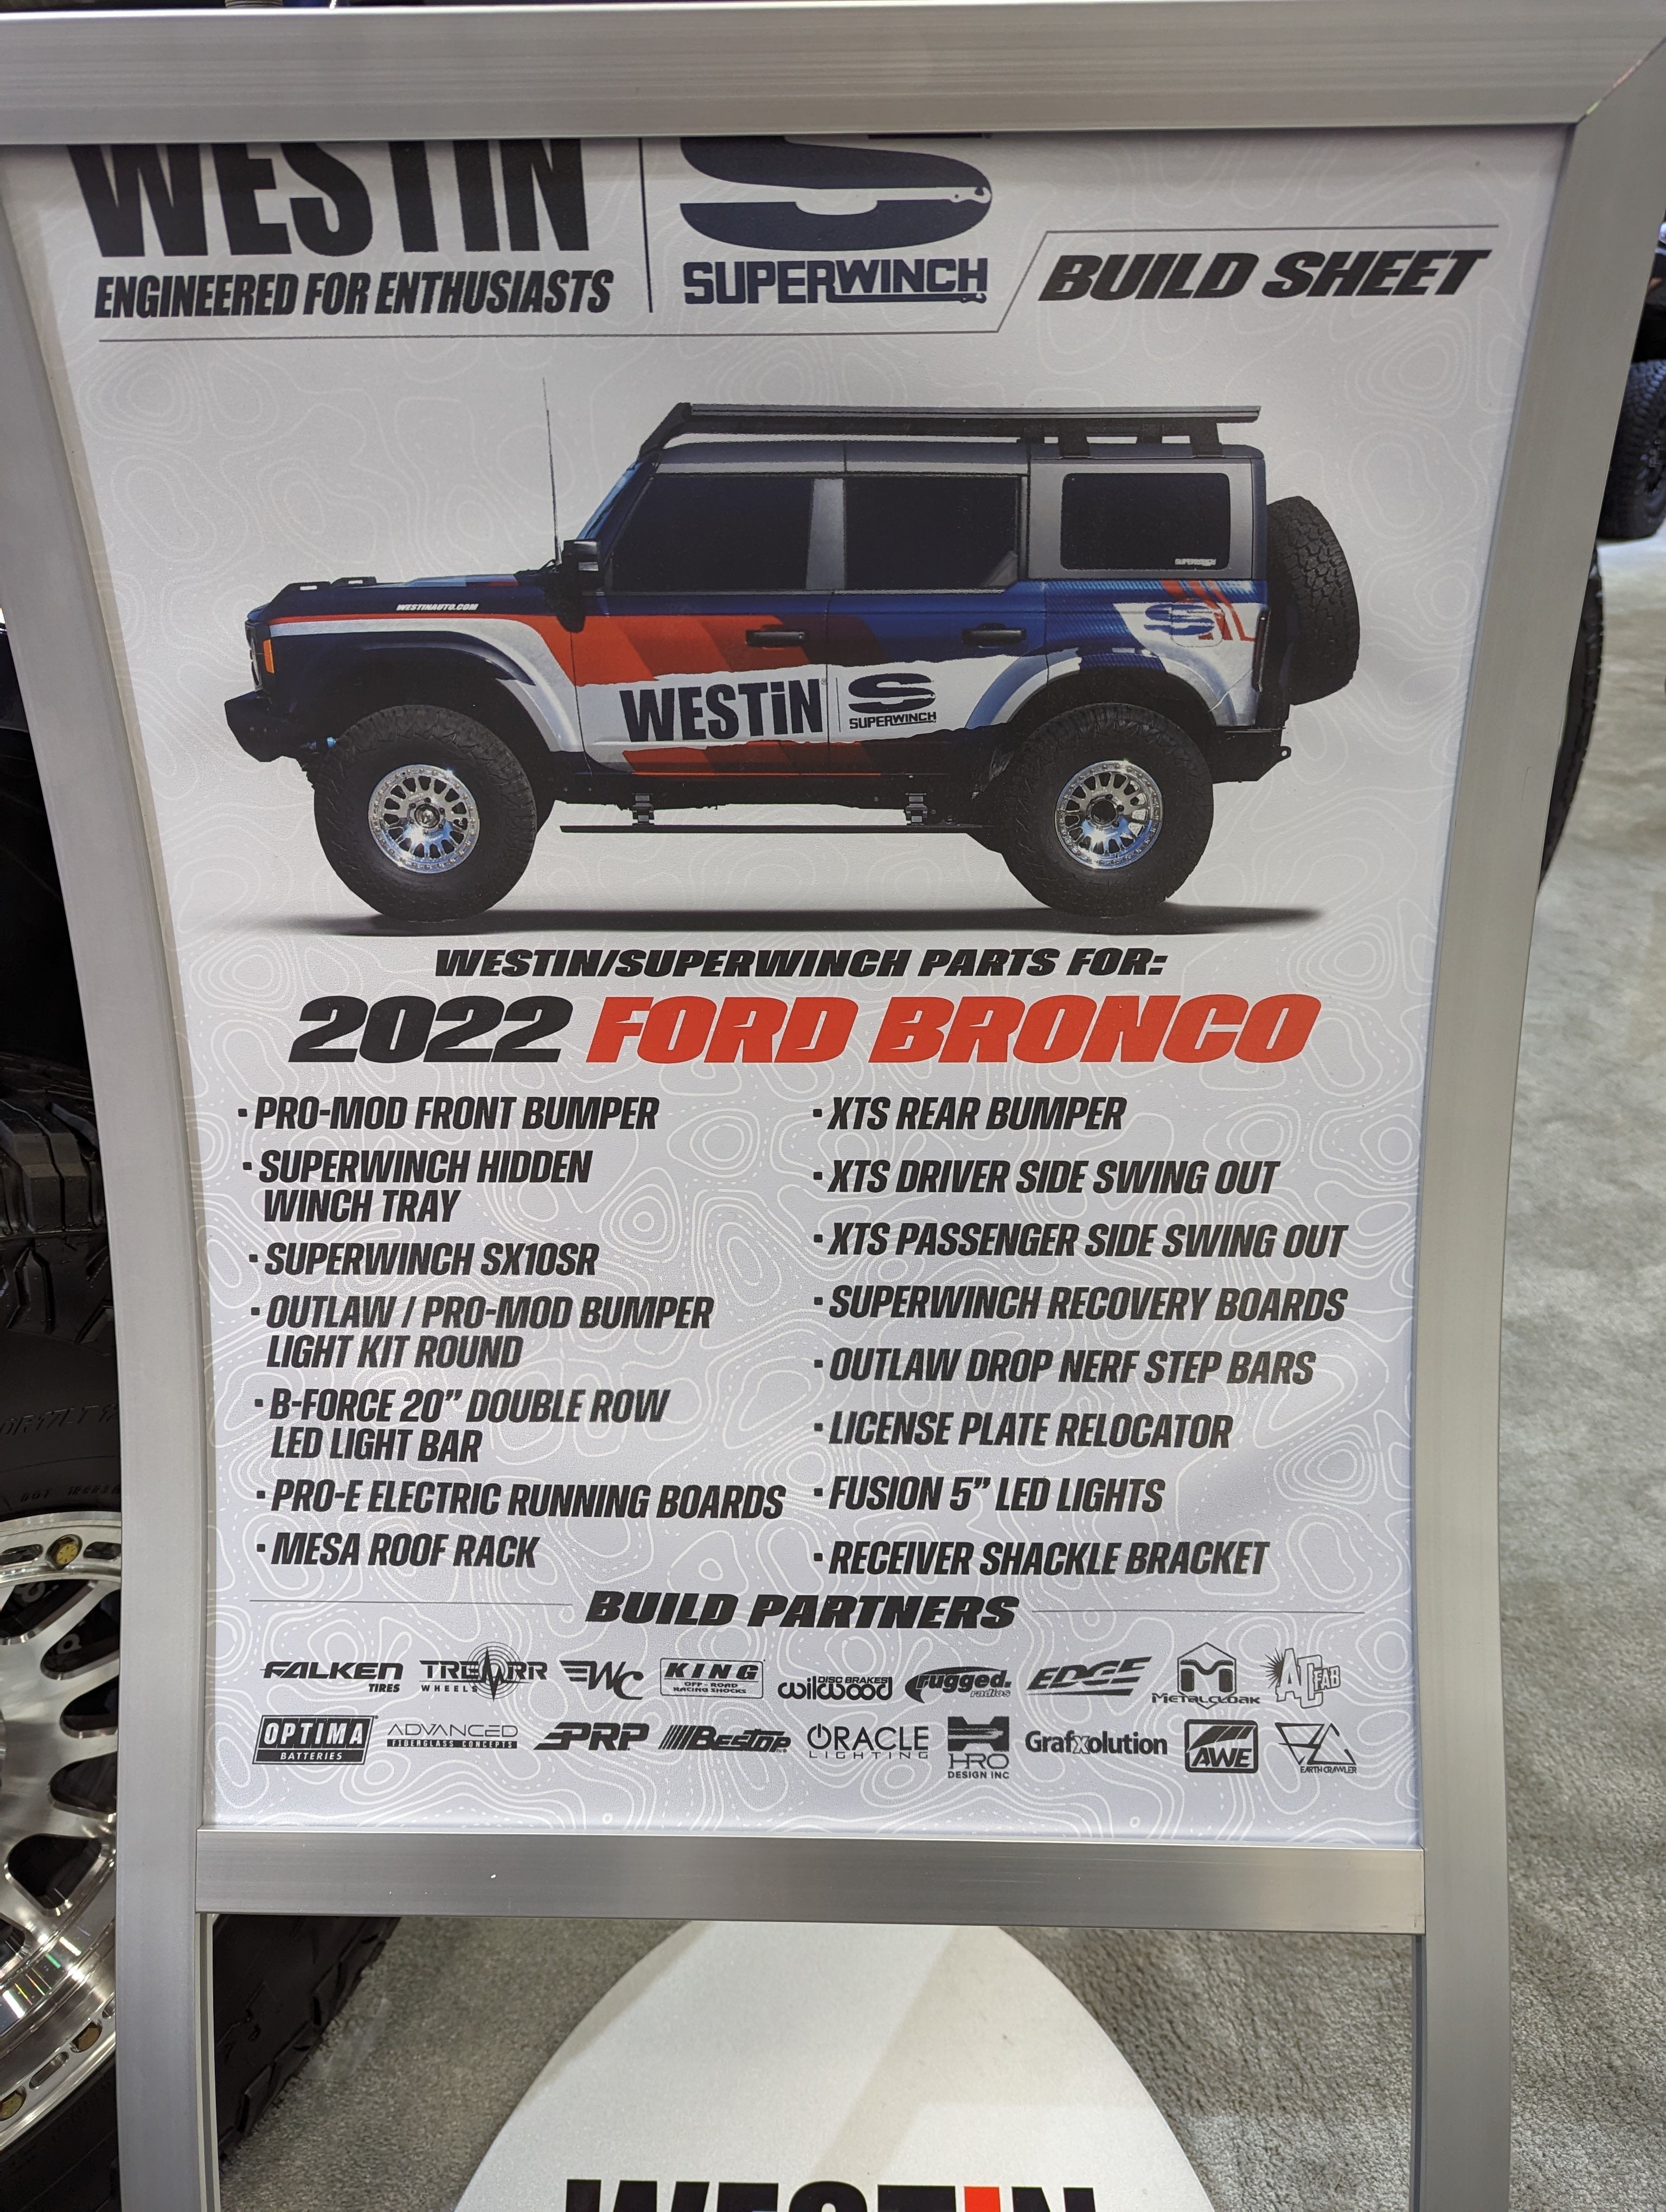 WESTiN
ENGINEERED FOR ENTHUSIASTS
SUPERWINCH
BUILD SHEET
SUPERWINCH
WESTINAUTO.COM
WESTiN
SUPERWINCH
WESTIN/SUPERWINCH PARTS FOR:
2022 FORD BRONCO
· PRO-MOD FRONT BUMPER
· SUPERWINCH HIDDEN
WINCH TRAY
· SUPERWINCH SX10SR
· OUTLAW / PRO-MOD BUMPER
LIGHT KIT ROUND
· B-FORCE 20" DOUBLE ROW
LED LIGHT BAR
· PRO-E ELECTRIC RUNNING BOARDS
· MESA ROOF RACK
· XTS REAR BUMPER
· XTS DRIVER SIDE SWING OUT
· XTS PASSENGER SIDE SWING OUT
· SUPERWINCH RECOVERY BOARDS
· OUTLAW DROP NERF STEP BARS
· LICENSE PLATE RELOCATOR
· FUSION 5" LED LIGHTS
· RECEIVER SHACKLE BRACKET
BUILD PARTNERS
FALKEN TIRES
TREMOR WHEELS
EWC
KING OFF-ROAD RACING SHOCKS
DISC BRAKES wilwood
rugged. radios
EDGE
METALCLOAK
AC FAB
OPTIMA BATTERIES
ADVANCED FIBERGLASS CONCEPTS
PRP
BESTOP
ORACLE LIGHTING
HRO DESIGN INC
Grafxolution
AWE
EARTH CRAWLER
WESTiN